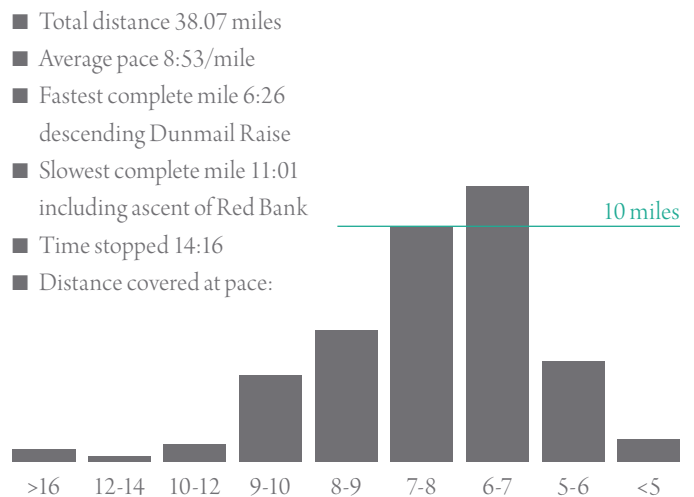 ■ Total distance 38.07 miles
■ Average pace 8:53/mile
■ Fastest complete mile 6:26
descending Dunmail Raise
■ Slowest complete mile 11:01
including ascent of Red Bank
10 miles
■ Time stopped 14:16
■ Distance covered at pace:
>16 12-14 10-12 9-10 8-9 7-8 6-7 5-6 <5